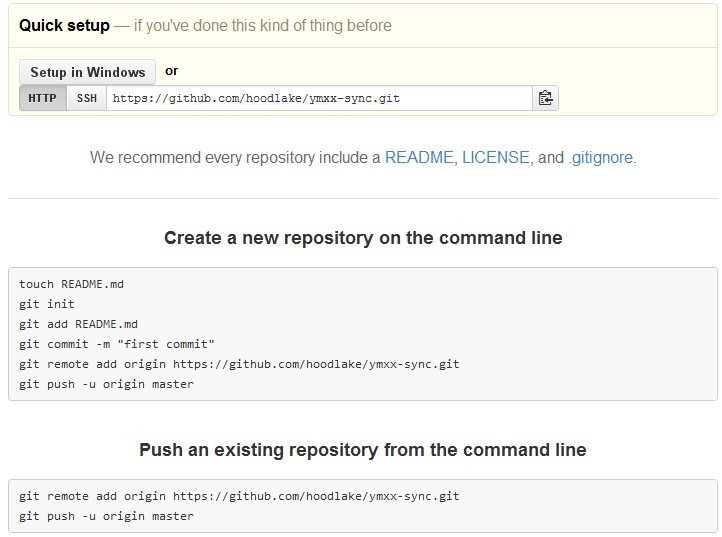 Quick setup — if you've done this kind of thing before
Setup in Windows or
HTTP SSH https://github.com/hoodlake/ymxx-sync.git
We recommend every repository include a README, LICENSE, and .gitignore.
Create a new repository on the command line
touch README.md
git init
git add README.md
git commit -m "first commit"
git remote add origin https://github.com/hoodlake/ymxx-sync.git
git push -u origin master
Push an existing repository from the command line
git remote add origin https://github.com/hoodlake/ymxx-sync.git
git push -u origin master